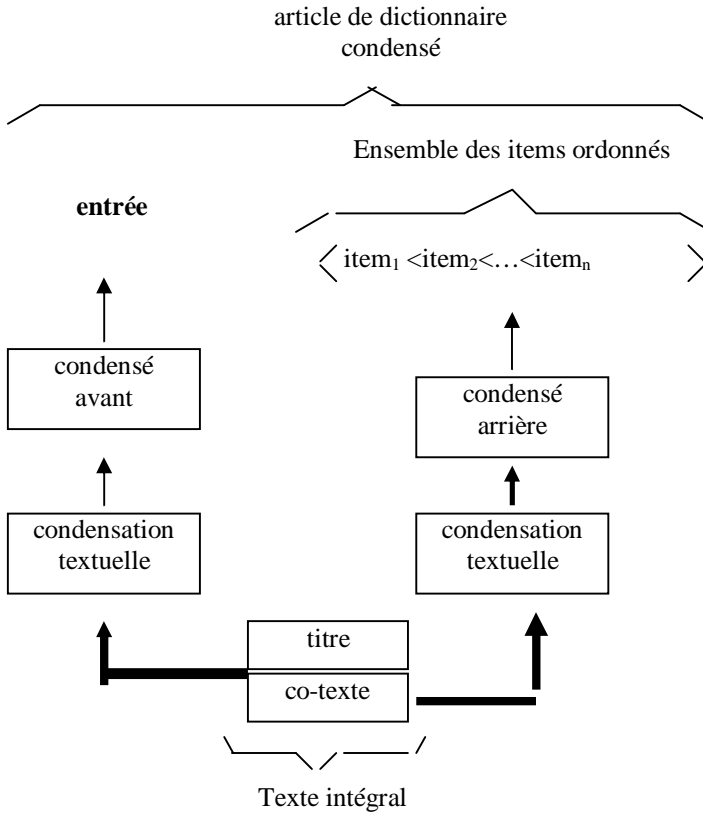 article de dictionnaire
condensé
Ensemble des items ordonnés
entrée
item₁ <item₂<…<itemₙ
condensé
avant
condensé
arrière
condensation
textuelle
condensation
textuelle
titre
co-texte
Texte intégral